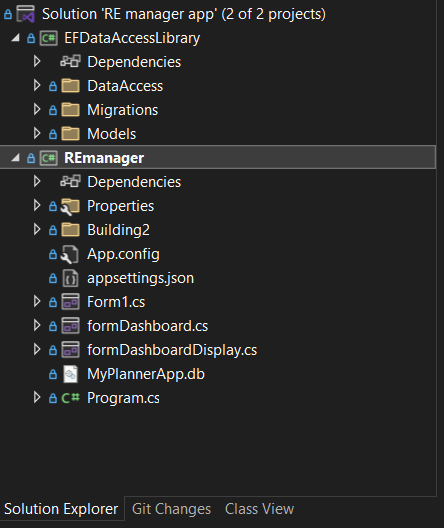 Solution 'RE manager app' (2 of 2 projects)
C# EFDataAccessLibrary
Dependencies
DataAccess
Migrations
Models
C# REmanager
Dependencies
Properties
Building2
App.config
appsettings.json
Form1.cs
formDashboard.cs
formDashboardDisplay.cs
MyPlannerApp.db
C# Program.cs
Solution Explorer Git Changes Class View